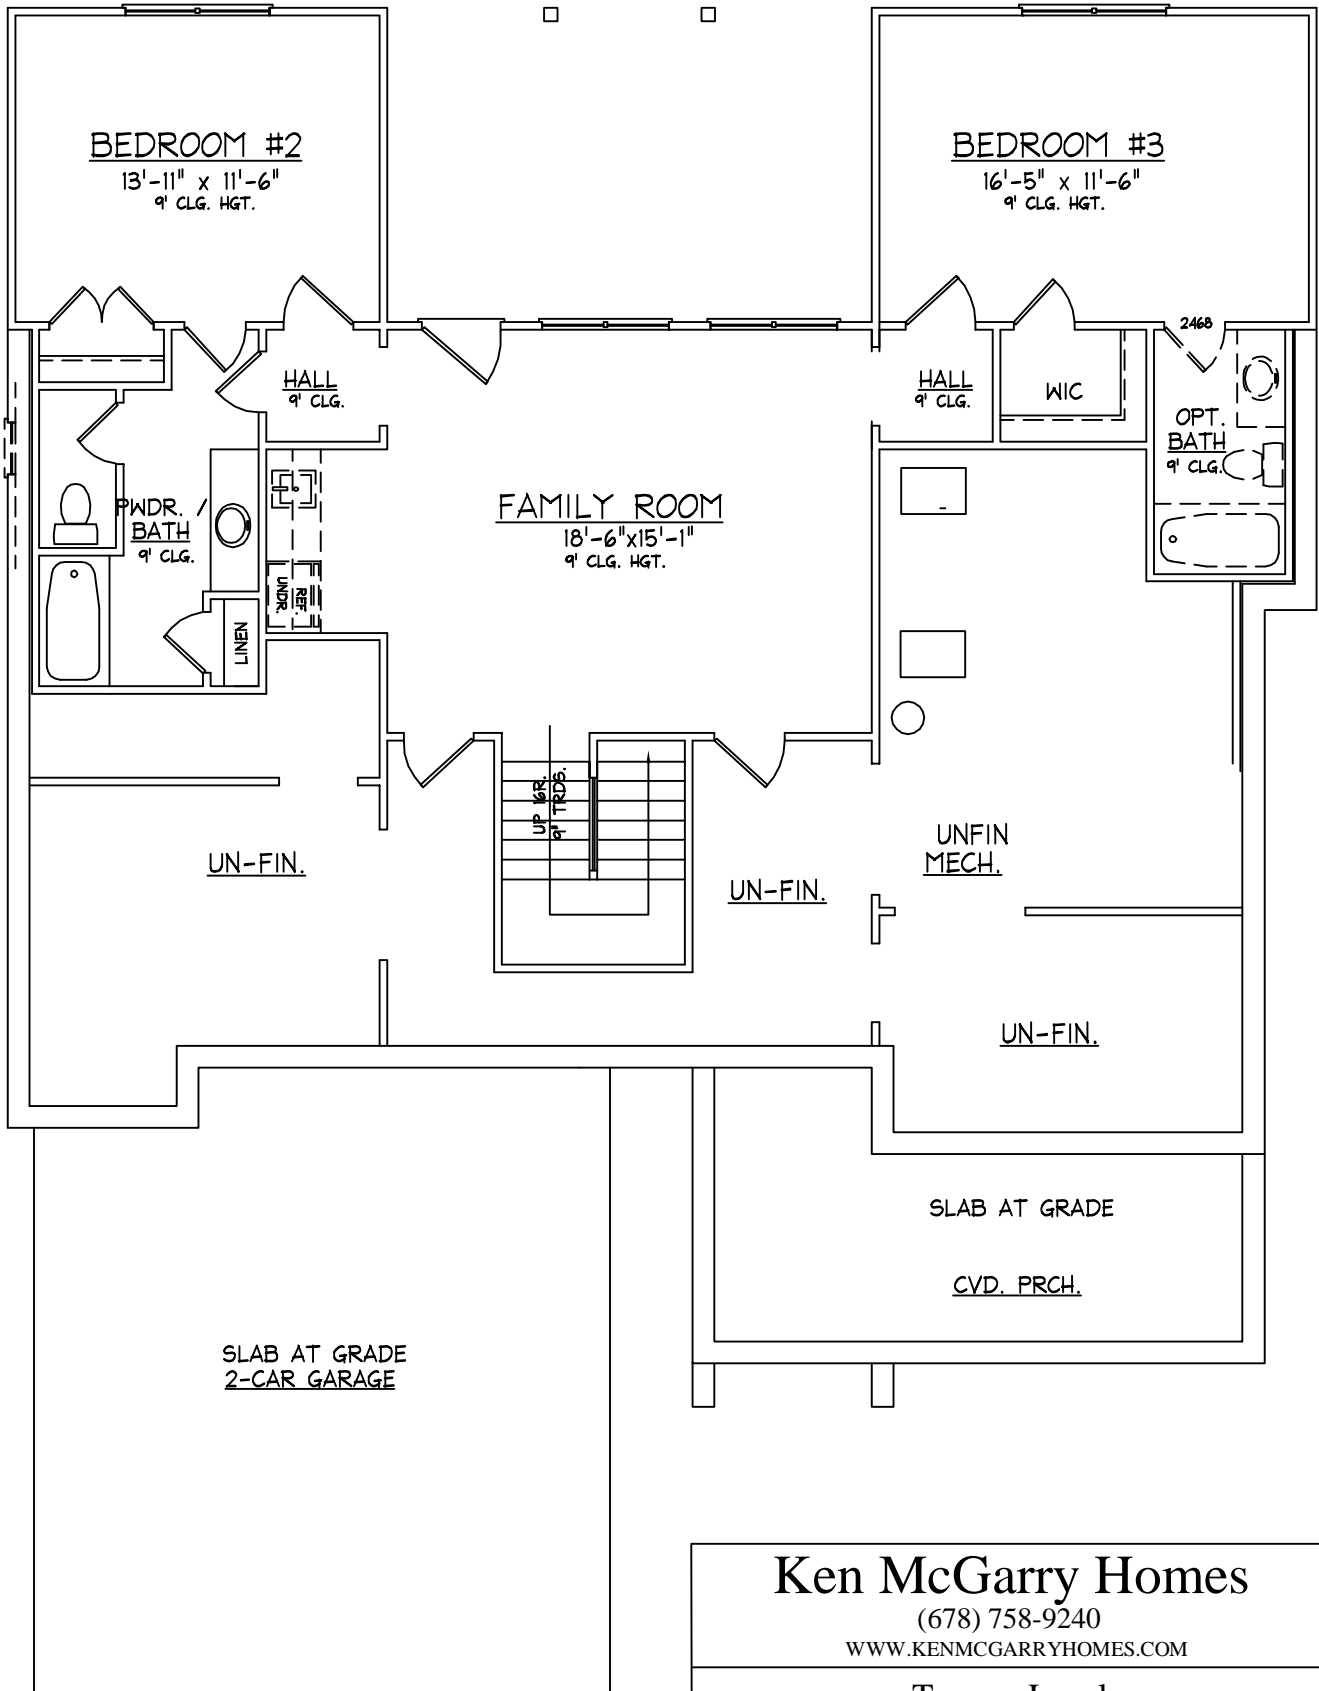 BEDROOM #2
13'-11" x 11'-6"
9' CLG. HGT.
BEDROOM #3
16'-5" x 11'-6"
9' CLG. HGT.
2468
HALL
9' CLG.
HALL
9' CLG.
WIC
OPT.
BATH
9' CLG.
PWDR. /
BATH
9' CLG.
FAMILY ROOM
18'-6"x15'-1"
9' CLG. HGT.
UNDR.
REF.
LINEN
UP 16R.
9" TRDS.
UN-FIN.
UN-FIN.
UNFIN
MECH.
UN-FIN.
SLAB AT GRADE
CVD. PRCH.
SLAB AT GRADE
2-CAR GARAGE
Ken McGarry Homes
(678) 758-9240
WWW.KENMCGARRYHOMES.COM